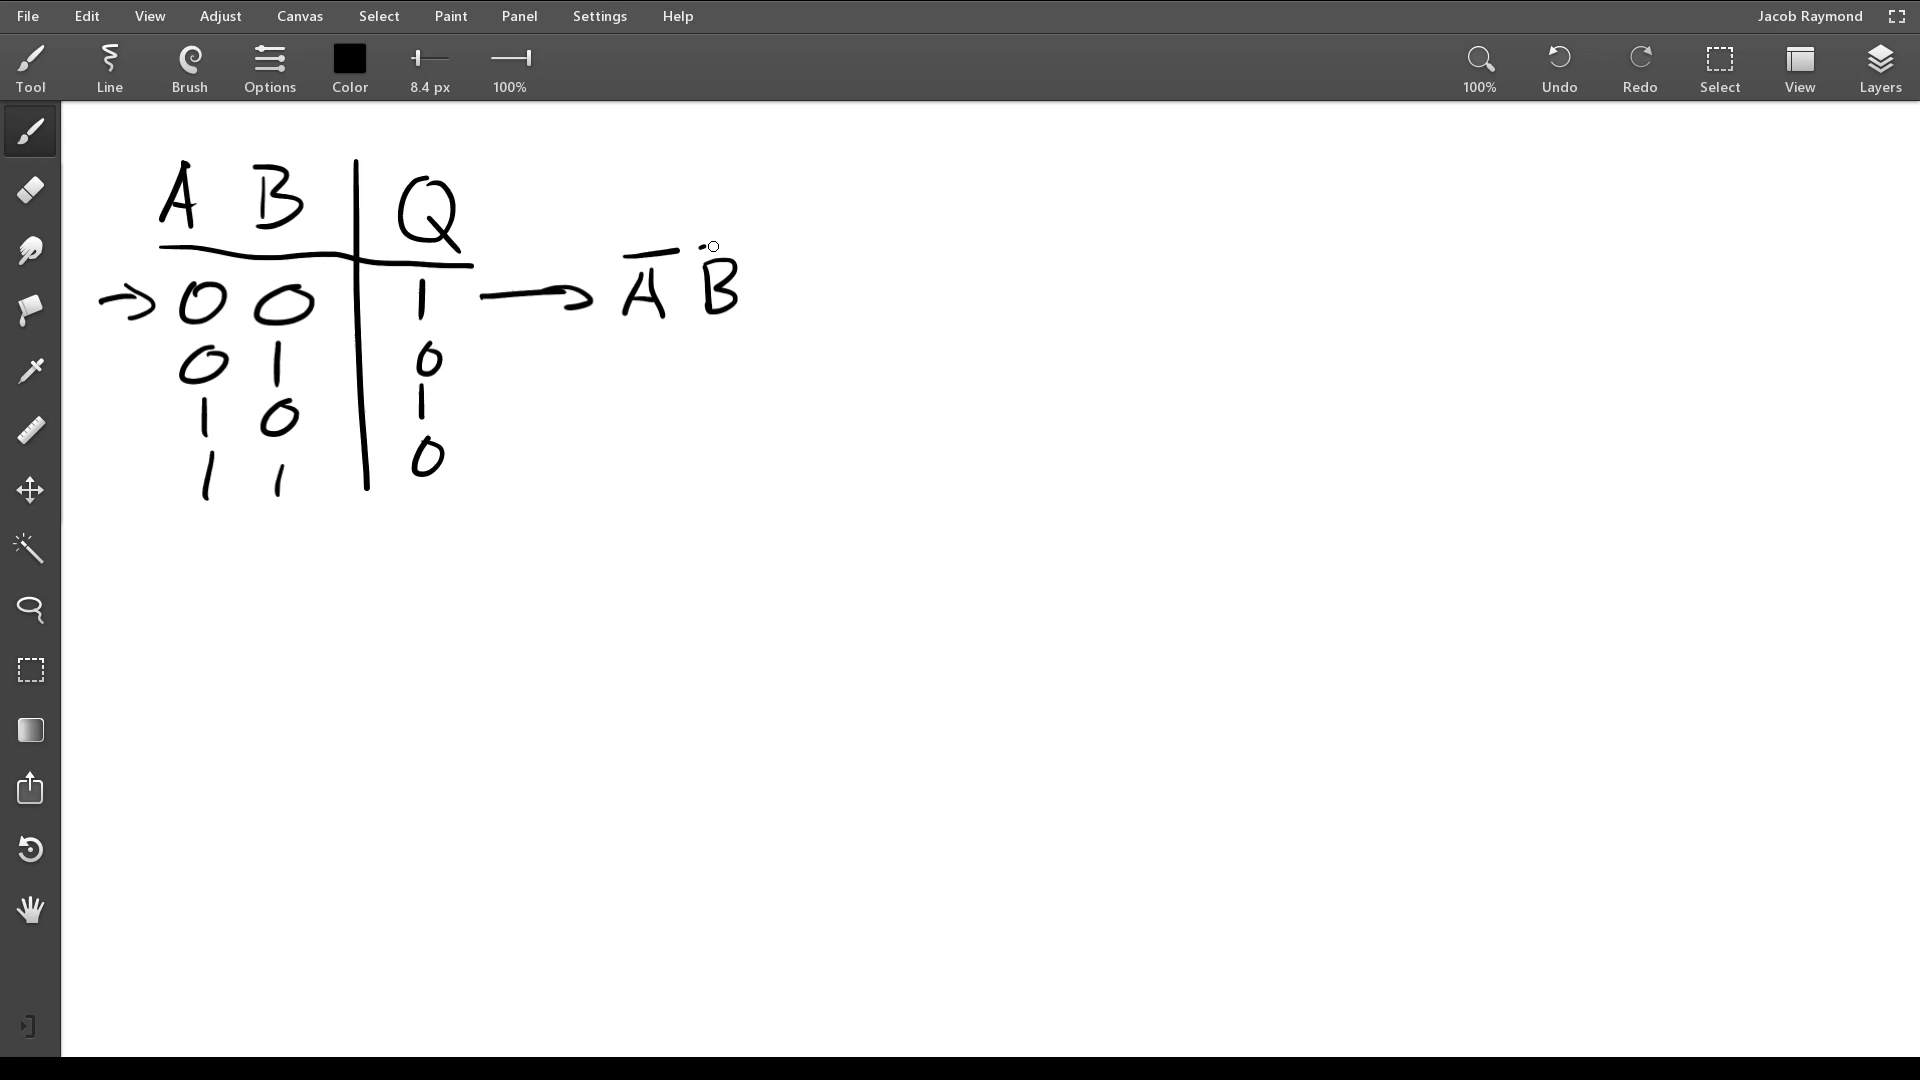 File Edit View Adjust Canvas Select Paint Panel Settings Help Jacob Raymond
Tool Line Brush Options Color 8.4 px 100% 100% Undo Redo Select View Layers
A B Q
→ 0 0 1 → A̅ B
0 1 0
1 0 1
1 1 0